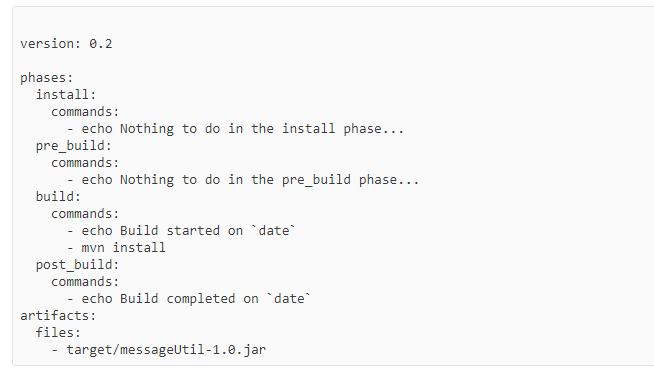 version: 0.2
phases:
  install:
    commands:
      - echo Nothing to do in the install phase...
  pre_build:
    commands:
      - echo Nothing to do in the pre_build phase...
  build:
    commands:
      - echo Build started on `date`
      - mvn install
  post_build:
    commands:
      - echo Build completed on `date`
artifacts:
  files:
    - target/messageUtil-1.0.jar